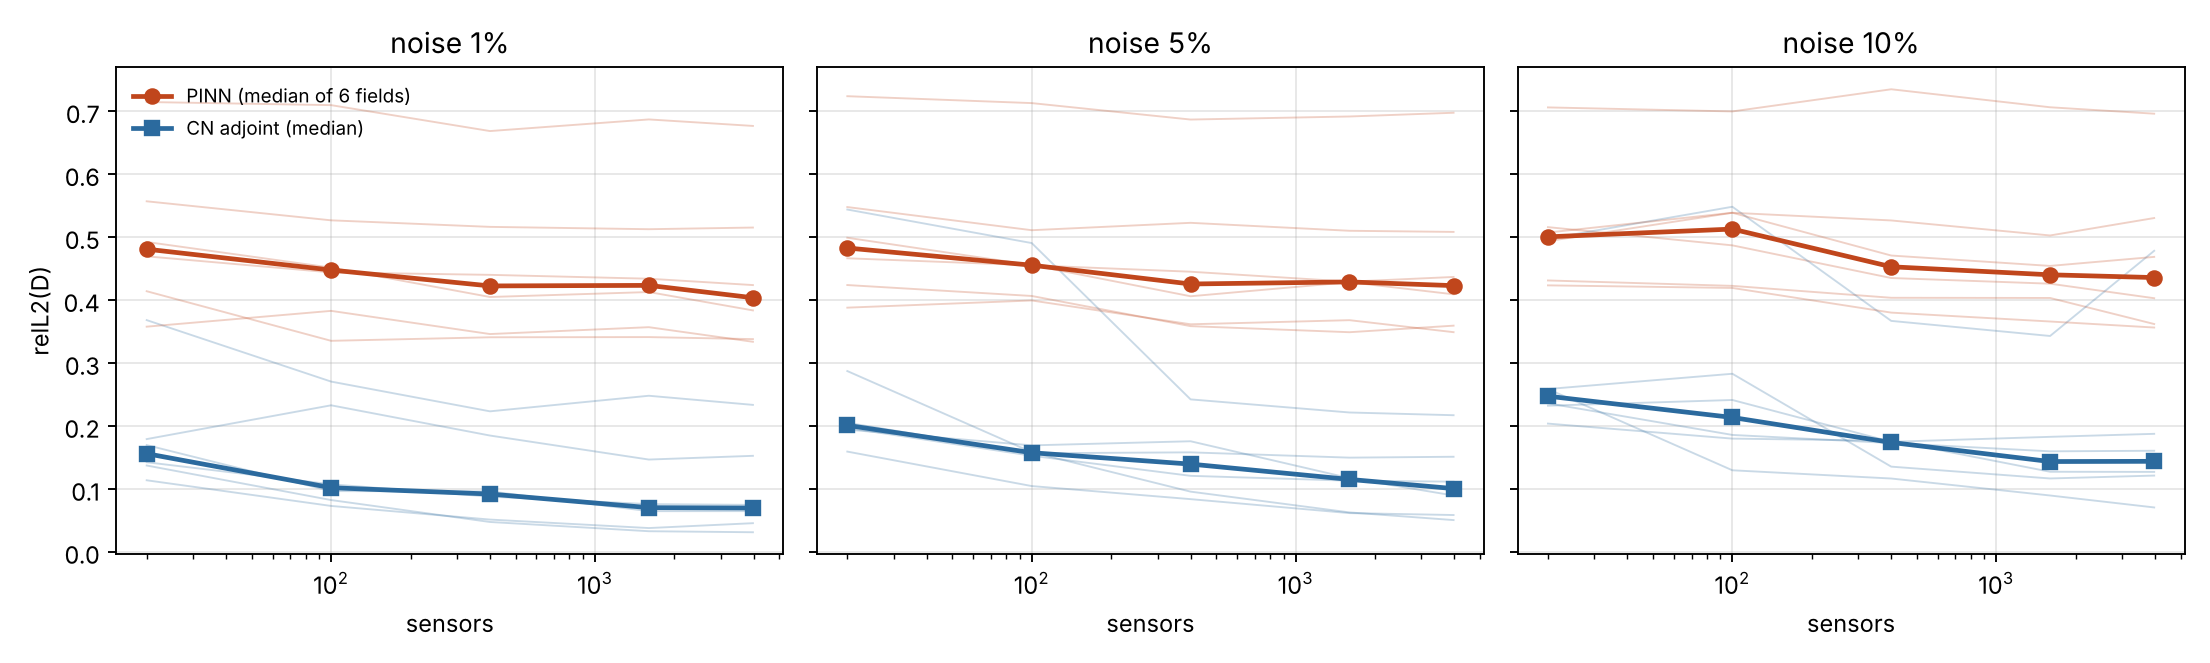 noise 1%
noise 5%
noise 10%
PINN (median of 6 fields)
CN adjoint (median)
relL2(D)
0.7
0.6
0.5
0.4
0.3
0.2
0.1
0.0
10²
10³
10²
10³
10²
10³
sensors
sensors
sensors